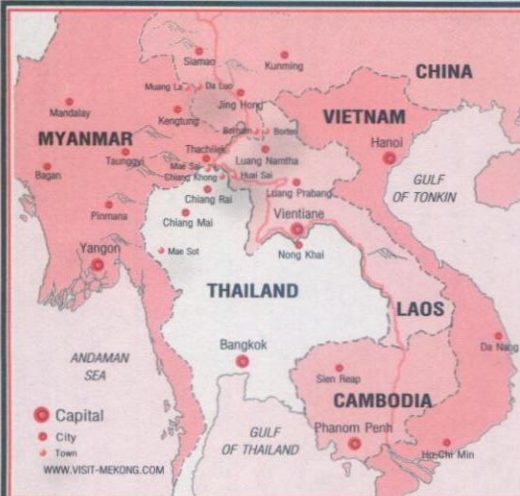 Siamao
Kunming
CHINA
Muang La
Da Luo
Jing Hong
Mandalay
Kengtung
VIETNAM
Boten
Hanoi
MYANMAR
Thachiliek
Luang Namtha
Taunggyi
Mae Sai
Huai Sai
Bagan
Chiang Khong
GULF
OF TONKIN
Chiang Rai
Luang Prabang
Pinmana
Chiang Mai
Vientiane
Yangon
Mae Sot
Nong Khai
THAILAND
LAOS
Da Nang
Bangkok
ANDAMAN
SEA
Sien Reap
CAMBODIA
Capital
Phanom Penh
City
GULF
OF THAILAND
Town
Ho Chi Min
WWW.VISIT-MEKONG.COM